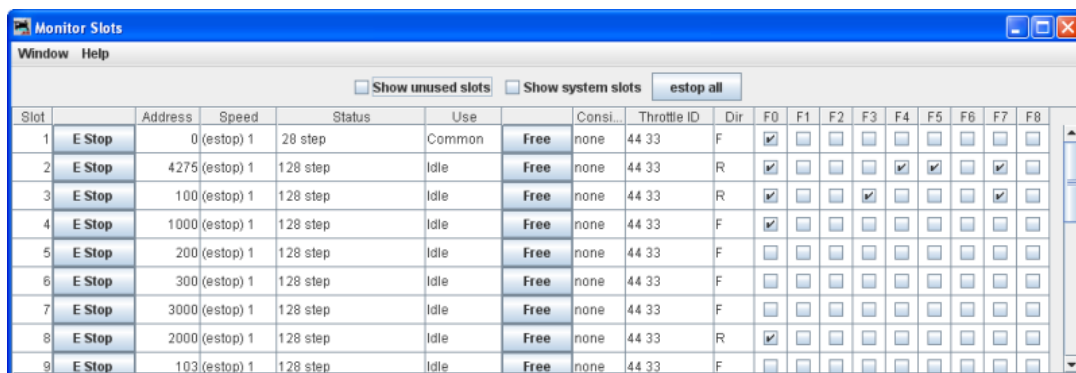 Monitor Slots
Window Help
Show unused slots Show system slots estop all
Slot Address Speed Status Use Consi... Throttle ID Dir F0 F1 F2 F3 F4 F5 F6 F7 F8
1 E Stop 0 (estop) 1 28 step Common Free none 44 33 F
2 E Stop 4275 (estop) 1 128 step Idle Free none 44 33 R
3 E Stop 100 (estop) 1 128 step Idle Free none 44 33 R
4 E Stop 1000 (estop) 1 128 step Idle Free none 44 33 F
5 E Stop 200 (estop) 1 128 step Idle Free none 44 33 F
6 E Stop 300 (estop) 1 128 step Idle Free none 44 33 F
7 E Stop 3000 (estop) 1 128 step Idle Free none 44 33 F
8 E Stop 2000 (estop) 1 128 step Idle Free none 44 33 R
9 E Stop 103 (estop) 1 128 step Idle Free none 44 33 F